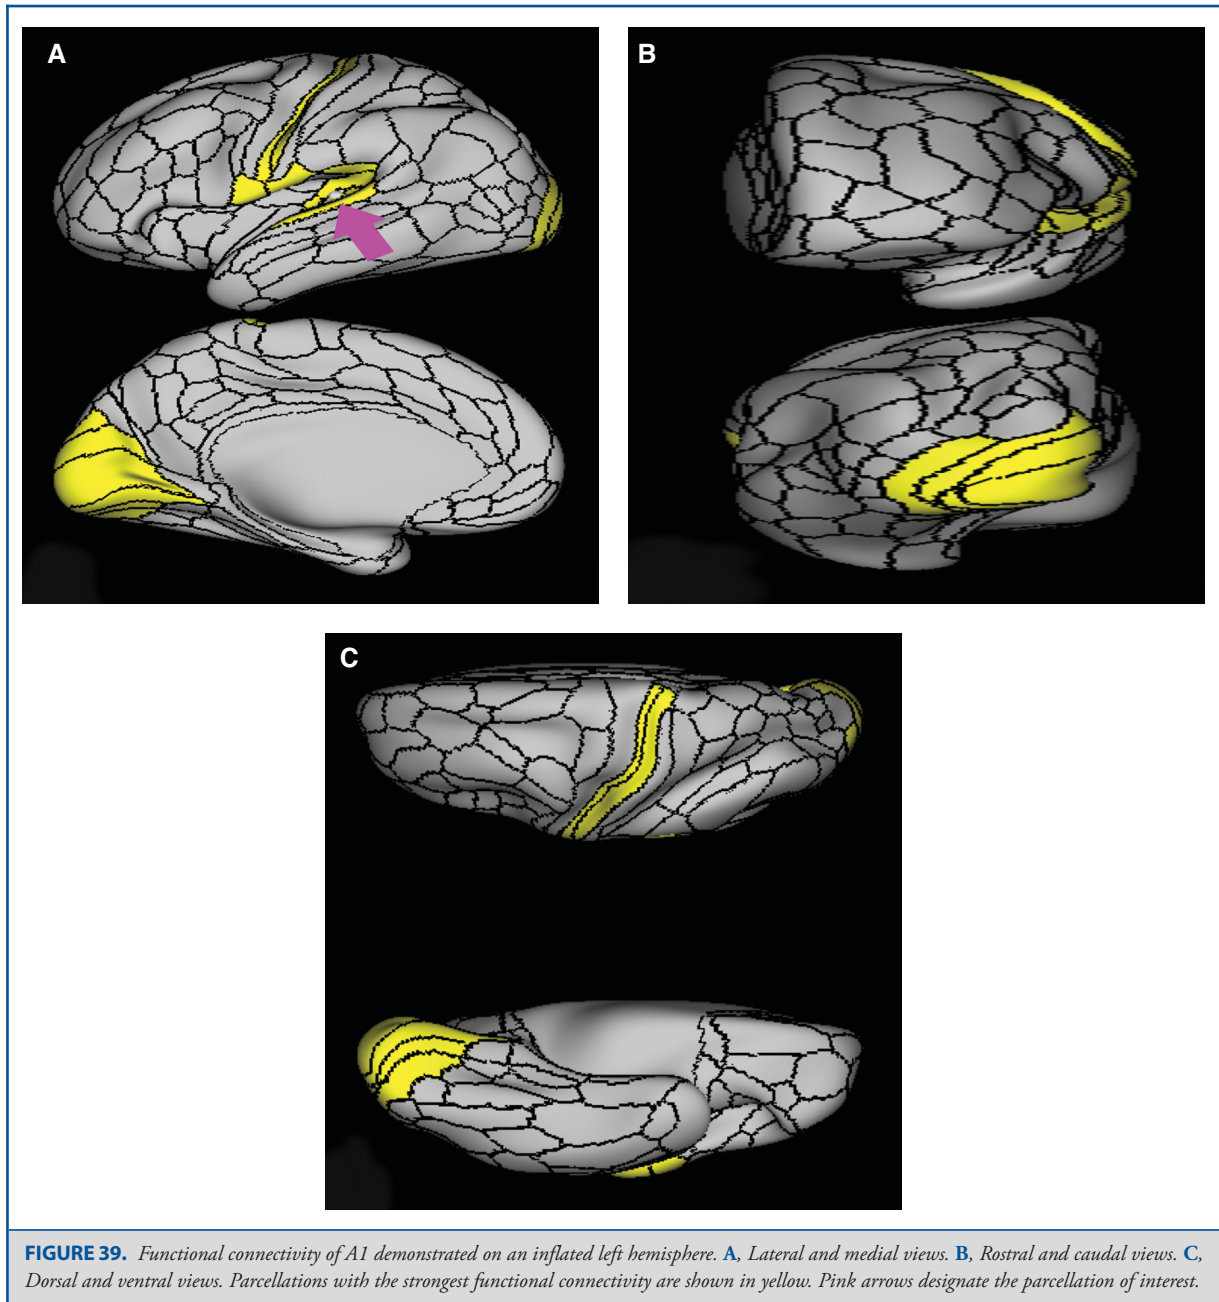 A
B
C
FIGURE 39. Functional connectivity of A1 demonstrated on an inflated left hemisphere. A, Lateral and medial views. B, Rostral and caudal views. C,
Dorsal and ventral views. Parcellations with the strongest functional connectivity are shown in yellow. Pink arrows designate the parcellation of interest.